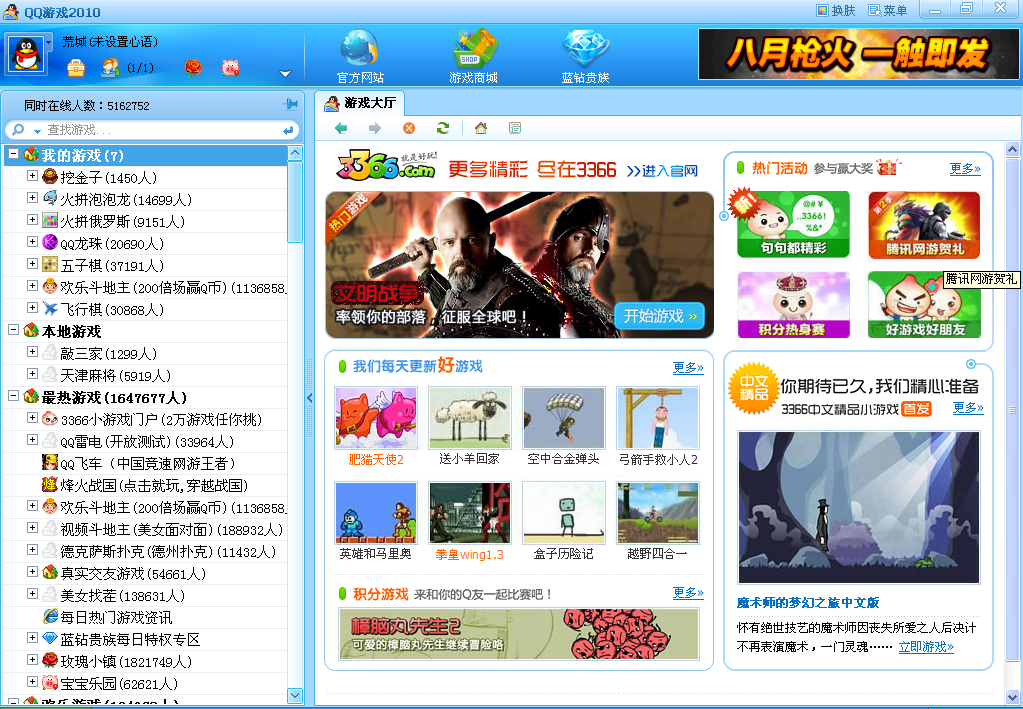 QQ游戏2010
换肤 菜单
荒城(未设置心语)
(1/1)
官方网站
SHOP
游戏商城
蓝钻贵族
八月枪火 一触即发
同时在线人数：5162752
查找游戏...
我的游戏(7)
挖金子(1450人)
火拼泡泡龙(14699人)
火拼俄罗斯(9151人)
QQ龙珠(20690人)
五子棋(37191人)
欢乐斗地主(200倍场赢Q币)(1136858
飞行棋(30868人)
本地游戏
敲三家(1299人)
天津麻将(5919人)
最热游戏(1647677人)
3366小游戏门户(2万游戏任你挑)
QQ雷电(开放测试)(33964人)
QQ飞车（中国竞速网游王者）
烽火战国(点击就玩,穿越战国)
欢乐斗地主(200倍场赢Q币)(1136858
视频斗地主(美女面对面)(188932人)
德克萨斯扑克(德州扑克)(11432人)
真实交友游戏(54661人)
美女找茬(138631人)
每日热门游戏资讯
蓝钻贵族每日特权专区
玫瑰小镇(1821749人)
宝宝乐园(62621人)
游戏大厅
3366.com 就是好玩!
更多精彩 尽在3366 >>进入官网
热门游戏
文明战争
率领你的部落，征服全球吧！
开始游戏 »
我们每天更新好游戏 更多»
肥猫天使2
送小羊回家
空中合金弹头
弓箭手救小人2
英雄和马里奥
拳皇wing1.3
盒子历险记
越野四合一
积分游戏 来和你的Q友一起比赛吧！ 更多»
樟脑丸先生2
可爱的樟脑丸先生继续冒险咯
热门活动 参与赢大奖 更多»
新!
@#￥
..3366!
%&*
句句都精彩
第2季
腾讯网游贺礼
腾讯网游贺礼
积分热身赛
好游戏好朋友
中文精品
你期待已久，我们精心准备
3366中文精品小游戏 首发 更多»
魔术师的梦幻之旅中文版
怀有绝世技艺的魔术师因丧失所爱之人后决计
不再表演魔术，一门灵魂…… 立即游戏»